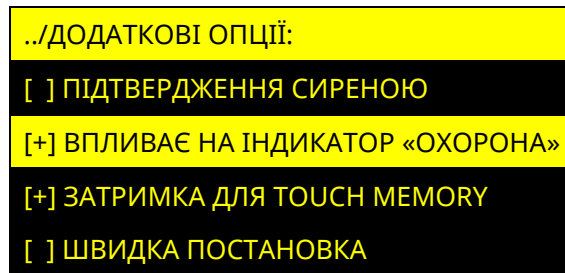 ../ДОДАТКОВІ ОПЦІЇ:
[ ] ПІДТВЕРДЖЕННЯ СИРЕНОЮ
[+] ВПЛИВАЄ НА ІНДИКАТОР «ОХОРОНА»
[+] ЗАТРИМКА ДЛЯ TOUCH MEMORY
[ ] ШВИДКА ПОСТАНОВКА